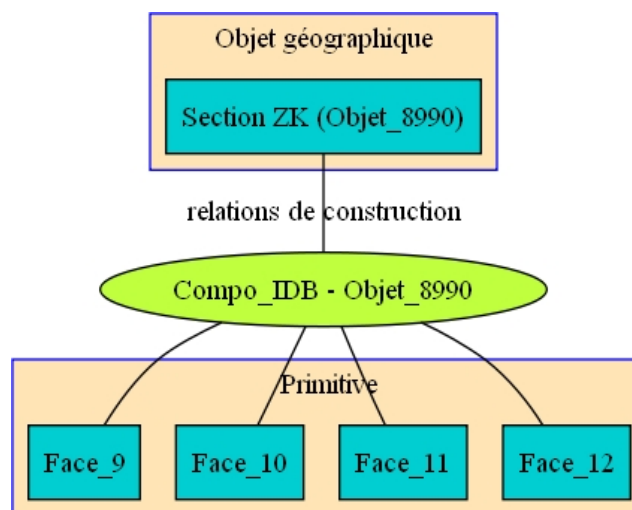 Objet géographique
Section ZK (Objet_8990)
relations de construction
Compo_IDB - Objet_8990
Primitive
Face_9
Face_10
Face_11
Face_12